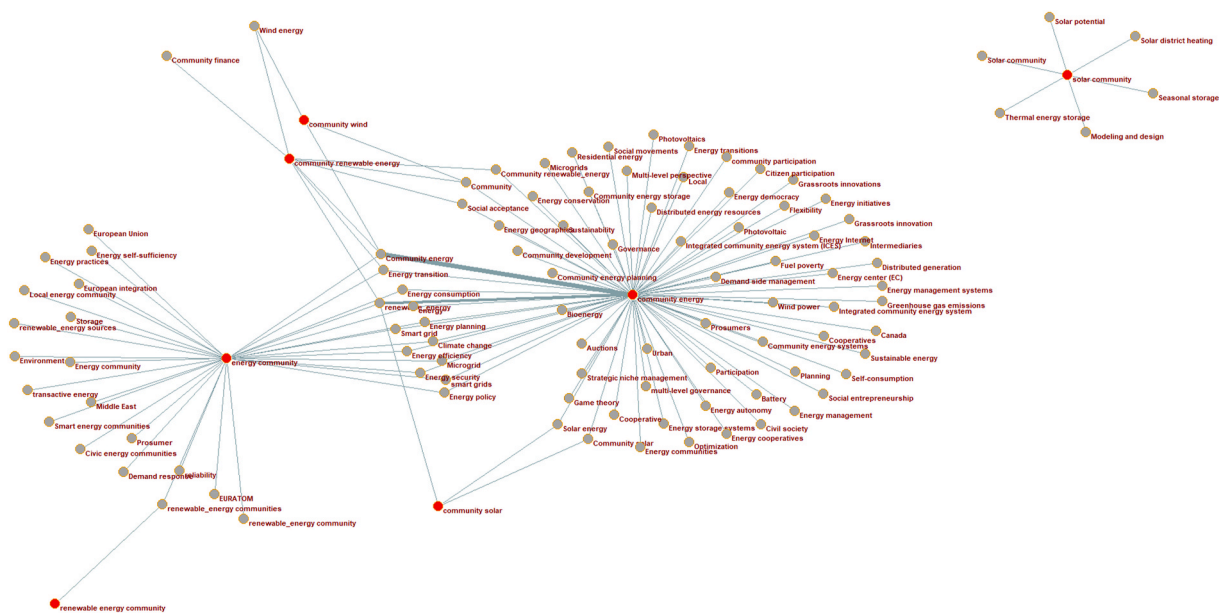 Solar potential
Wind energy
Solar district heating
Community finance
Solar community
solar community
Seasonal storage
Thermal energy storage
community wind
Modeling and design
Photovoltaics
Social movements
Energy transitions
Residential energy
community renewable energy
Microgrids
community participation
Community renewable_energy
Multi-level perspective
Local
Citizen participation
Community
Grassroots innovations
Energy conservation
Community energy storage
Energy democracy
Energy initiatives
Social acceptance
Distributed energy resources
Flexibility
Grassroots innovation
Energy geographies
Sustainability
Photovoltaic
European Union
Governance
Integrated community energy system (ICES)
Energy Internet
Intermediaries
Energy self-sufficiency
Community energy
Community development
Energy practices
Fuel poverty
Distributed generation
Energy transition
Community energy planning
Demand side management
Energy center (EC)
European integration
Energy management systems
Local energy community
Energy consumption
community energy
renewable_energy
energy
Wind power
Greenhouse gas emissions
Integrated community energy system
Bioenergy
Storage
renewable_energy sources
Energy planning
Prosumers
Smart grid
Canada
Climate change
Cooperatives
Community energy systems
Auctions
Urban
Energy efficiency
Sustainable energy
Environment
energy community
Energy community
Microgrid
Participation
Energy security
Strategic niche management
Planning
Self-consumption
smart grids
multi-level governance
transactive energy
Energy policy
Battery
Social entrepreneurship
Middle East
Game theory
Energy autonomy
Energy management
Smart energy communities
Solar energy
Cooperative
Energy storage systems
Civil society
Prosumer
Community solar
Energy cooperatives
Civic energy communities
Energy communities
Optimization
Demand response
reliability
EURATOM
renewable_energy communities
community solar
renewable_energy community
renewable energy community